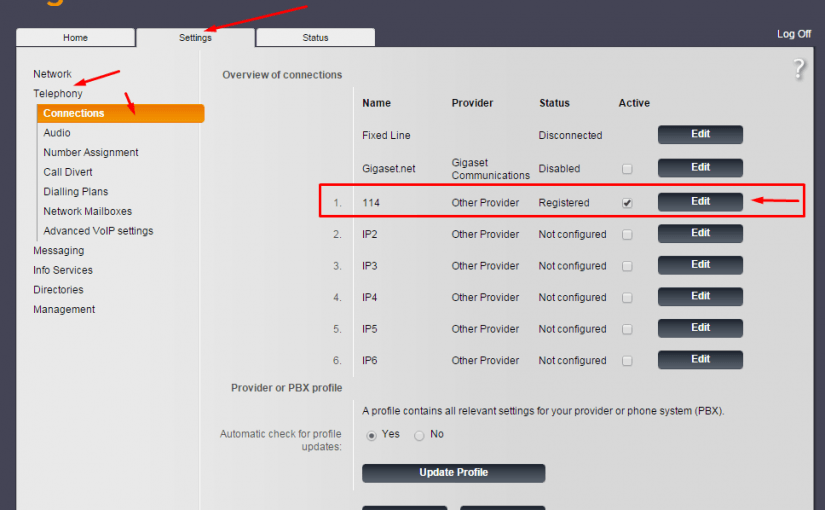 Home Settings Status Log Off
?
Network
Telephony
Connections
Audio
Number Assignment
Call Divert
Dialling Plans
Network Mailboxes
Advanced VoIP settings
Messaging
Info Services
Directories
Management
Overview of connections
Name Provider Status Active
Fixed Line Disconnected Edit
Gigaset.net Gigaset Communications Disabled Edit
1. 114 Other Provider Registered Edit
2. IP2 Other Provider Not configured Edit
3. IP3 Other Provider Not configured Edit
4. IP4 Other Provider Not configured Edit
5. IP5 Other Provider Not configured Edit
6. IP6 Other Provider Not configured Edit
Provider or PBX profile
A profile contains all relevant settings for your provider or phone system (PBX).
Automatic check for profile
updates:
Yes No
Update Profile